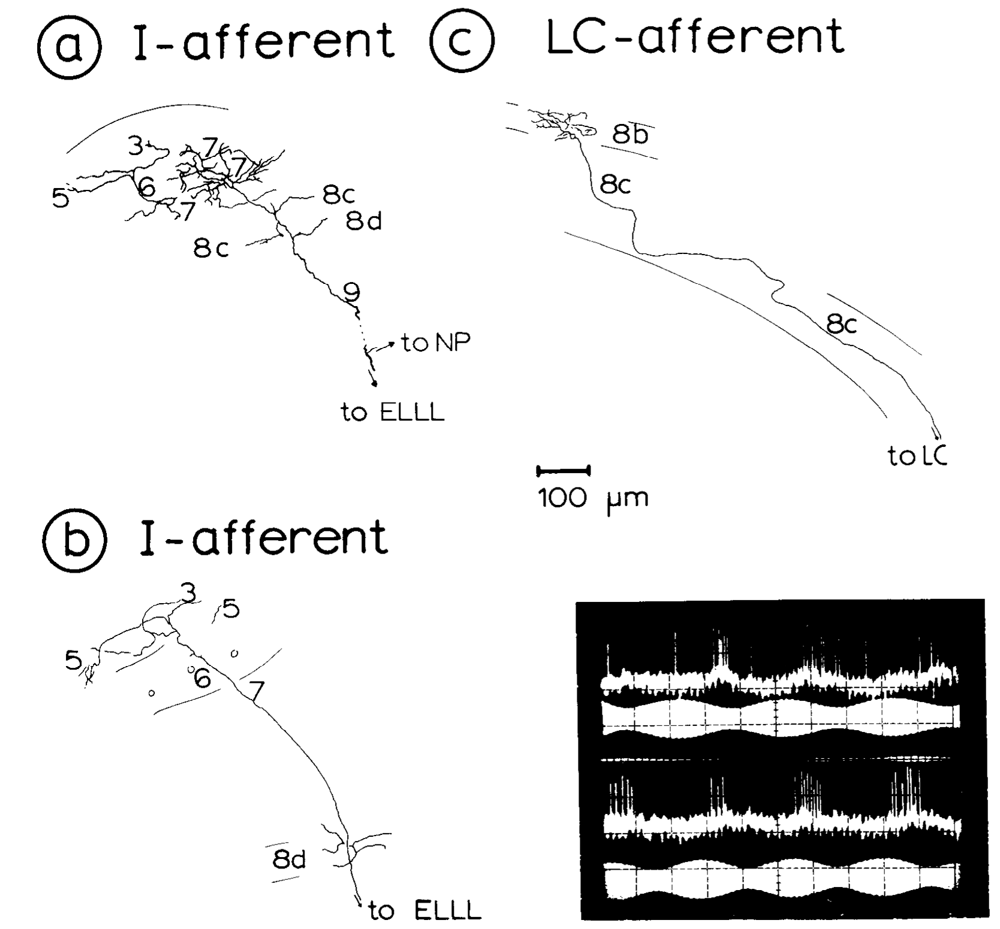 a I-afferent
3
7
7
5
6
7
8c
8d
8c
9
to NP
to ELLL
c LC-afferent
8b
8c
8c
to LC
100 µm
b I-afferent
3
5
5
6
7
8d
to ELLL